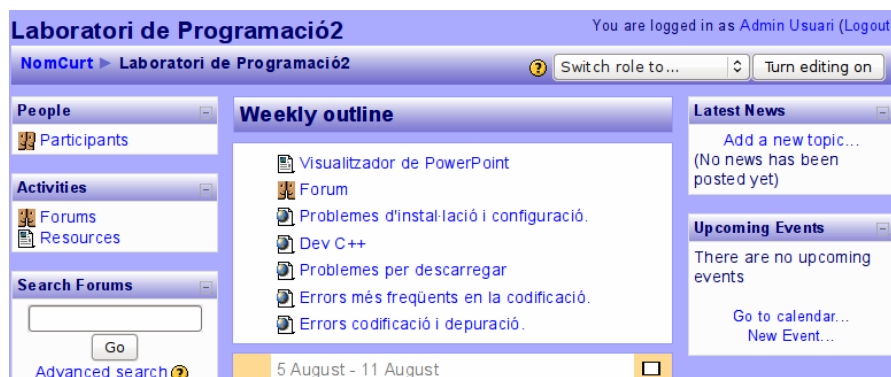 Laboratori de Programació2
You are logged in as Admin Usuari (Logout
NomCurt ► Laboratori de Programació2
Switch role to...
Turn editing on
People
Participants
Activities
Forums
Resources
Search Forums
Go
Advanced search
Weekly outline
Visualitzador de PowerPoint
Forum
Problemes d'instal·lació i configuració.
Dev C++
Problemes per descarregar
Errors més freqüents en la codificació.
Errors codificació i depuració.
5 August - 11 August
Latest News
Add a new topic...
(No news has been
posted yet)
Upcoming Events
There are no upcoming
events
Go to calendar...
New Event...